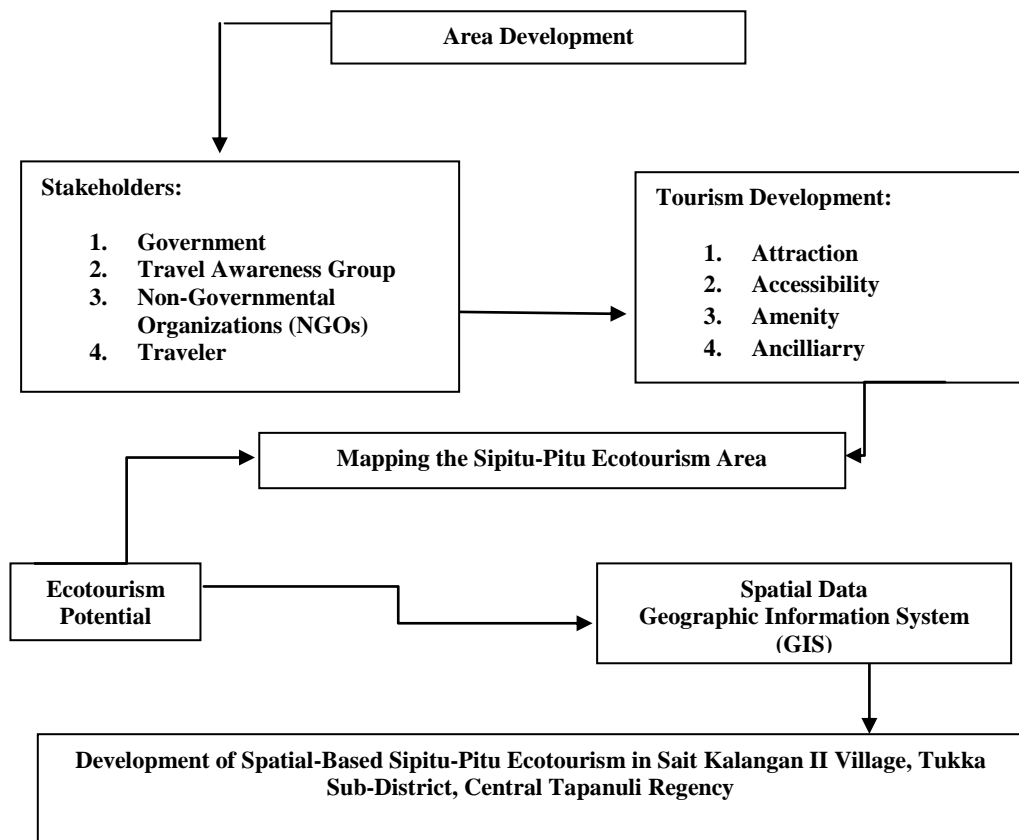 Area Development
Stakeholders:
1. Government
2. Travel Awareness Group
3. Non-Governmental
Organizations (NGOs)
4. Traveler
Tourism Development:
1. Attraction
2. Accessibility
3. Amenity
4. Ancilliarry
Mapping the Sipitu-Pitu Ecotourism Area
Ecotourism
Potential
Spatial Data
Geographic Information System
(GIS)
Development of Spatial-Based Sipitu-Pitu Ecotourism in Sait Kalangan II Village, Tukka
Sub-District, Central Tapanuli Regency